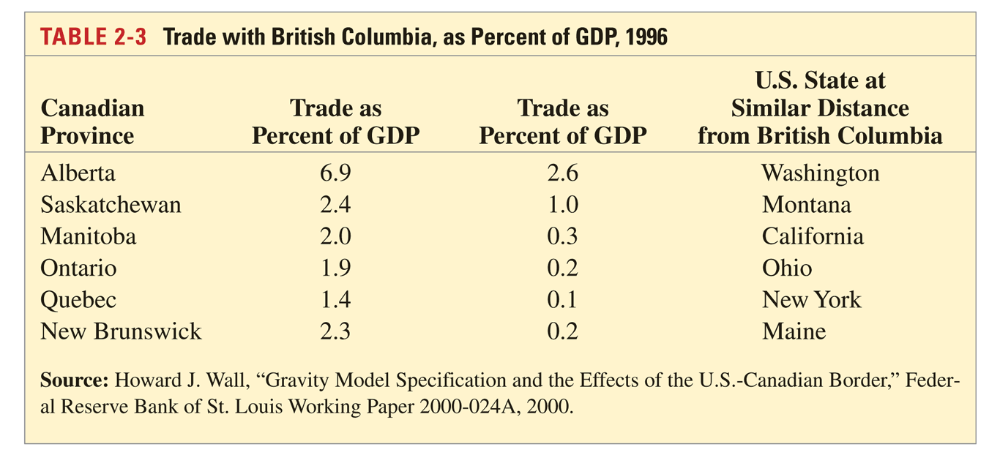 TABLE 2-3 Trade with British Columbia, as Percent of GDP, 1996
U.S. State at
Canadian Trade as Trade as Similar Distance
Province Percent of GDP Percent of GDP from British Columbia
Alberta 6.9 2.6 Washington
Saskatchewan 2.4 1.0 Montana
Manitoba 2.0 0.3 California
Ontario 1.9 0.2 Ohio
Quebec 1.4 0.1 New York
New Brunswick 2.3 0.2 Maine
Source: Howard J. Wall, “Gravity Model Specification and the Effects of the U.S.-Canadian Border,” Feder-
al Reserve Bank of St. Louis Working Paper 2000-024A, 2000.